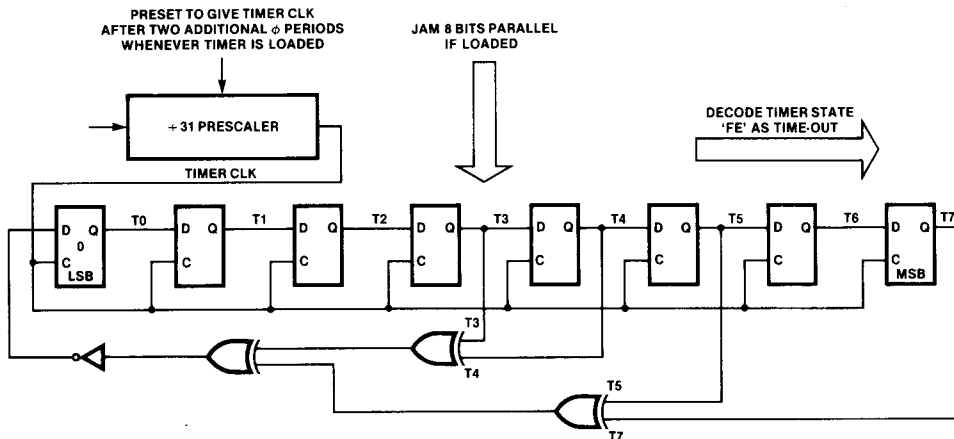 PRESET TO GIVE TIMER CLK
AFTER TWO ADDITIONAL ϕ PERIODS
WHENEVER TIMER IS LOADED
JAM 8 BITS PARALLEL
IF LOADED
÷ 31 PRESCALER
DECODE TIMER STATE
'FE' AS TIME-OUT
TIMER CLK
D Q T0 D Q T1 D Q T2 D Q T3 D Q T4 D Q T5 D Q T6 D Q T7
0
C C C C C C C C
LSB MSB
T3
T4
T5
T7